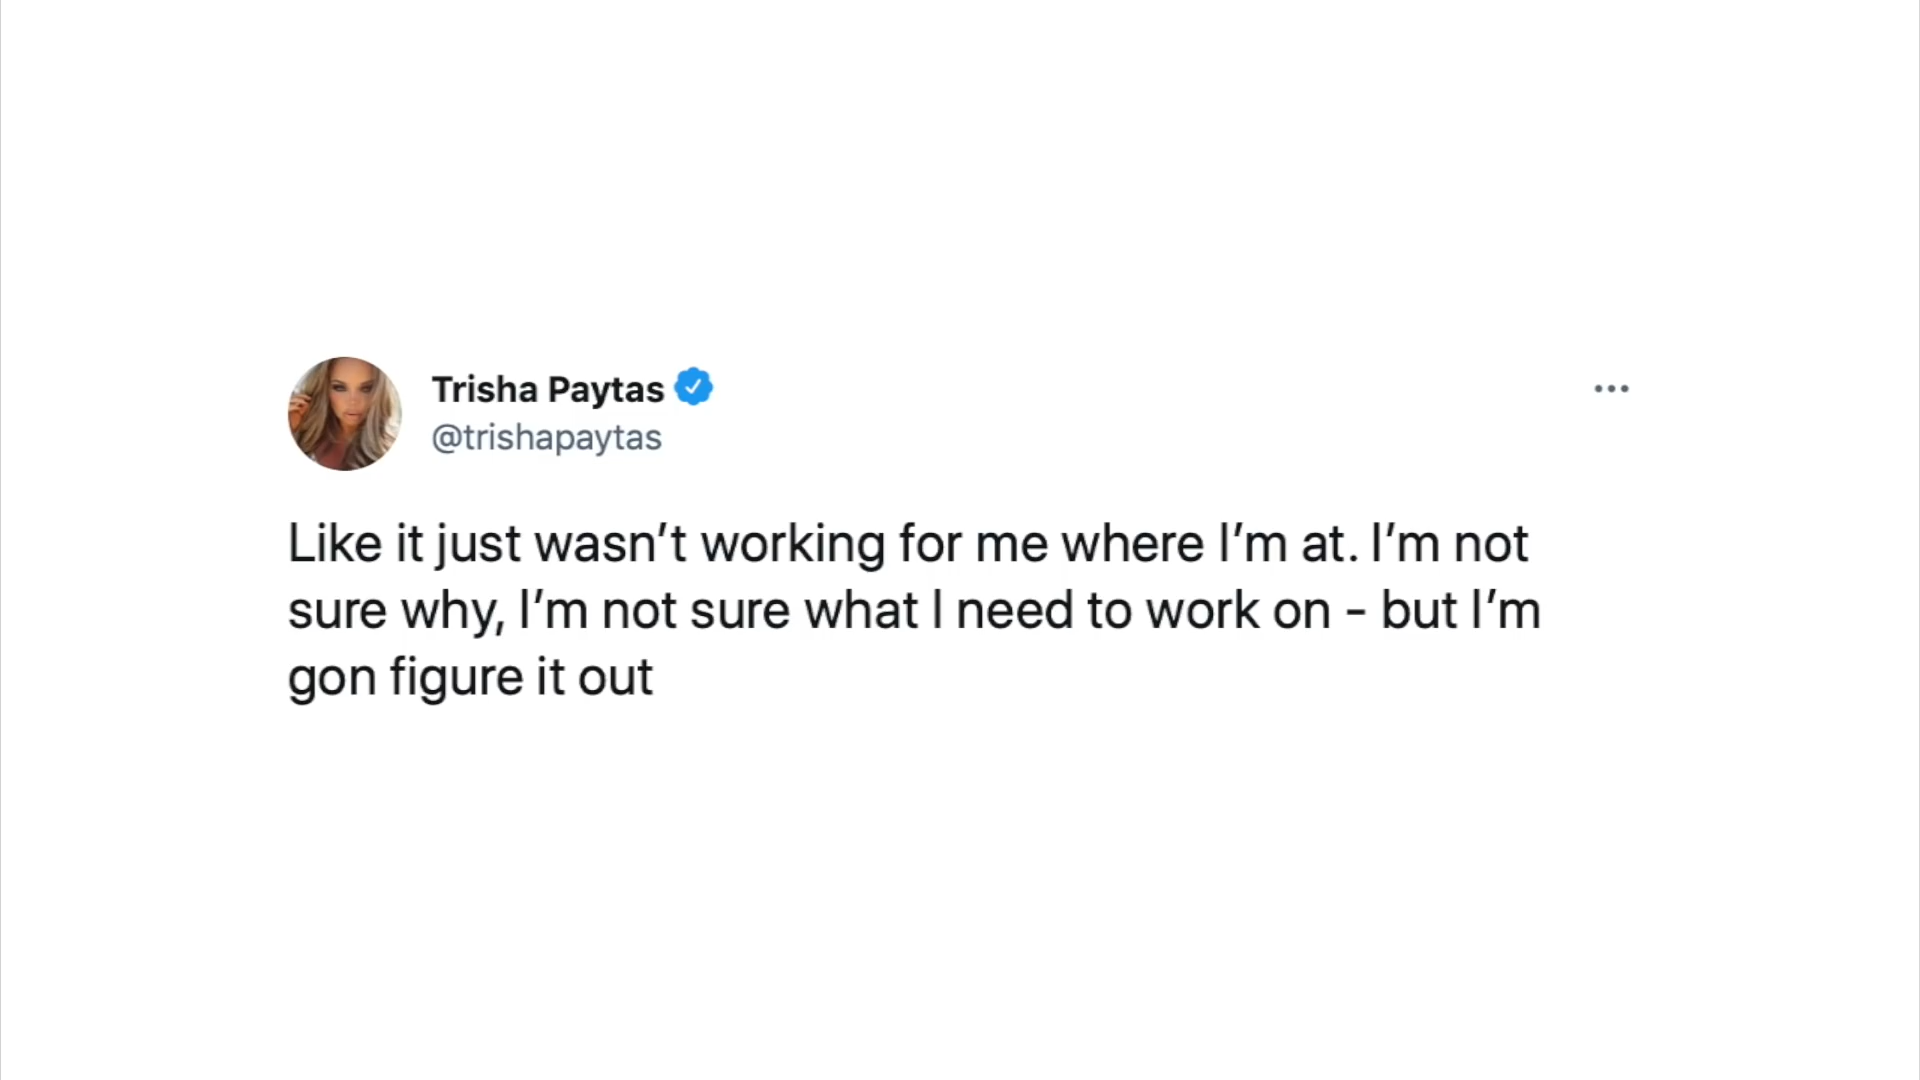 Trisha Paytas
@trishapaytas
Like it just wasn’t working for me where I’m at. I’m not
sure why, I’m not sure what I need to work on - but I’m
gon figure it out